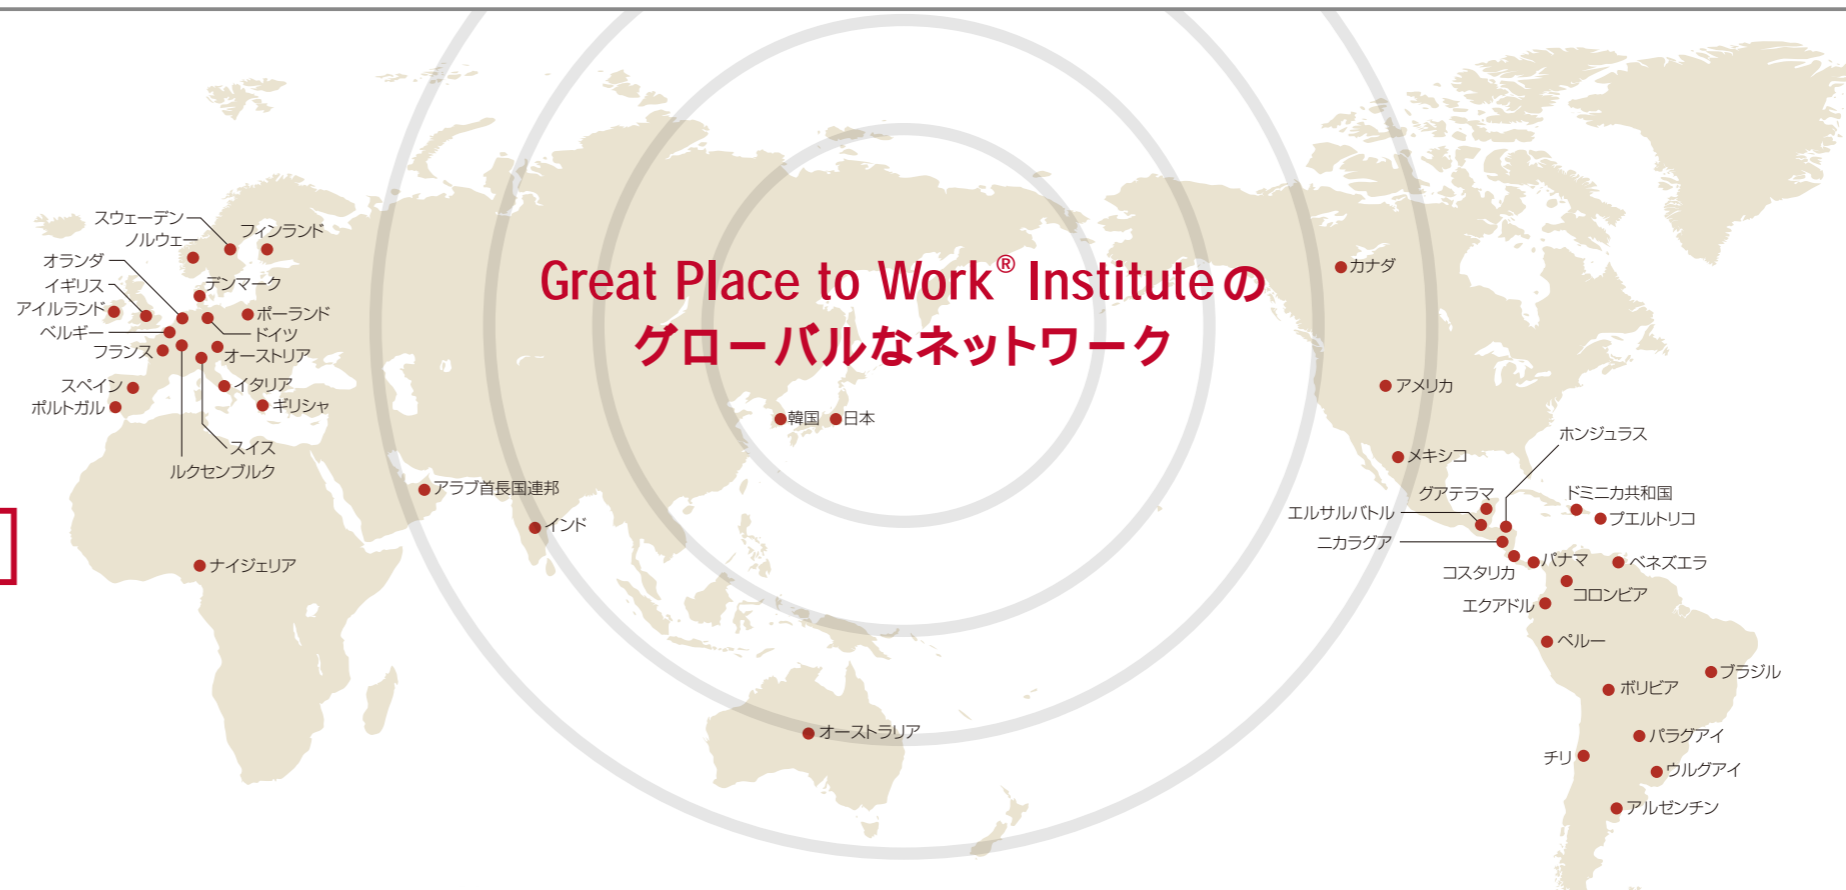 Great Place to Work® Instituteの
グローバルなネットワーク
スウェーデン
ノルウェー
フィンランド
オランダ
イギリス
デンマーク
アイルランド
ポーランド
ベルギー
ドイツ
フランス
オーストリア
スペイン
イタリア
ポルトガル
ギリシャ
スイス
ルクセンブルク
アラブ首長国連邦
インド
ナイジェリア
韓国
日本
オーストラリア
カナダ
アメリカ
メキシコ
ホンジュラス
グアテラマ
ドミニカ共和国
エルサルバトル
プエルトリコ
ニカラグア
コスタリカ
パナマ
ベネズエラ
コロンビア
エクアドル
ペルー
ブラジル
ボリビア
パラグアイ
チリ
ウルグアイ
アルゼンチン